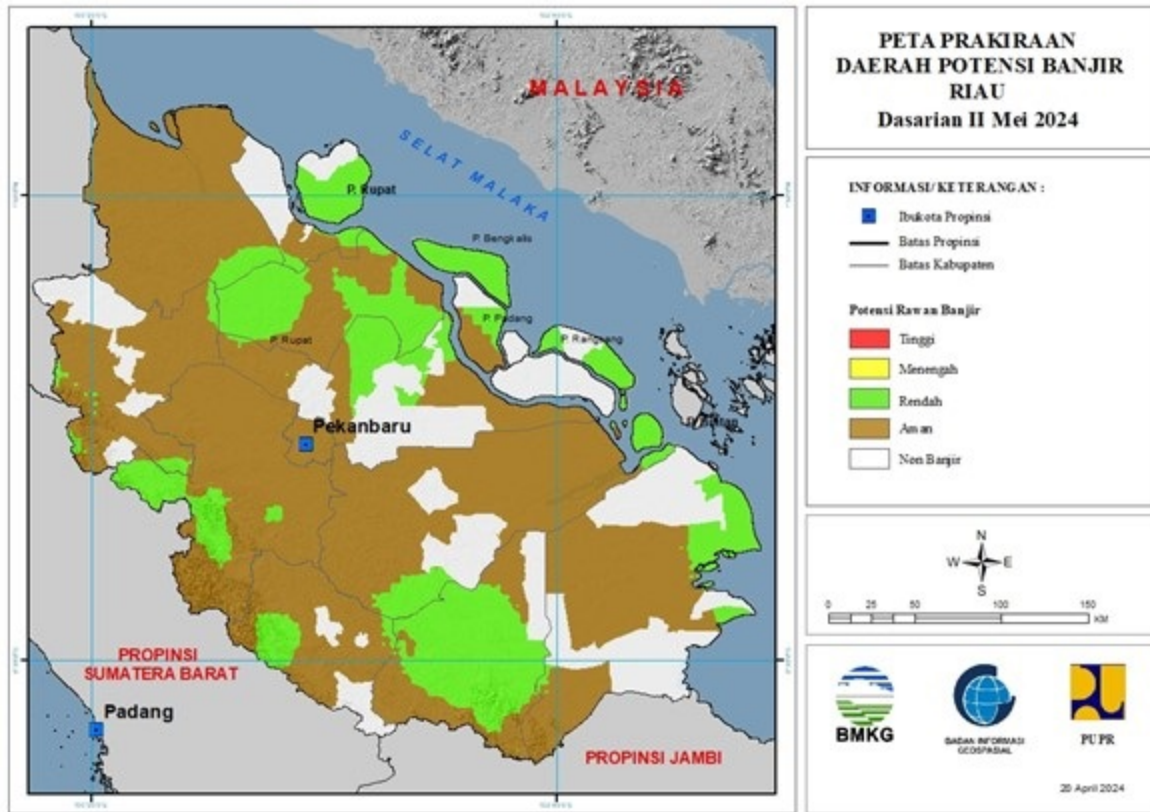 PETA PRAKIRAAN
DAERAH POTENSI BANJIR
RIAU
Dasarian II Mei 2024
INFORMASI/KETERANGAN :
Ibukota Propinsi
Batas Propinsi
Batas Kabupaten
Potensi Rawan Banjir
Tinggi
Menengah
Rendah
Aman
Non Banjir
N
W E
S
0 25 50 100 150
KM
BMKG
BADAN INFORMASI
GEOSPASIAL
PUPR
20 April 2024
MALAYSIA
SELAT MALAKA
P. Rupat
P. Bengkalis
P. Padang
P. Rangsang
P. Rupat
Pekanbaru
PROPINSI
SUMATERA BARAT
Padang
PROPINSI JAMBI